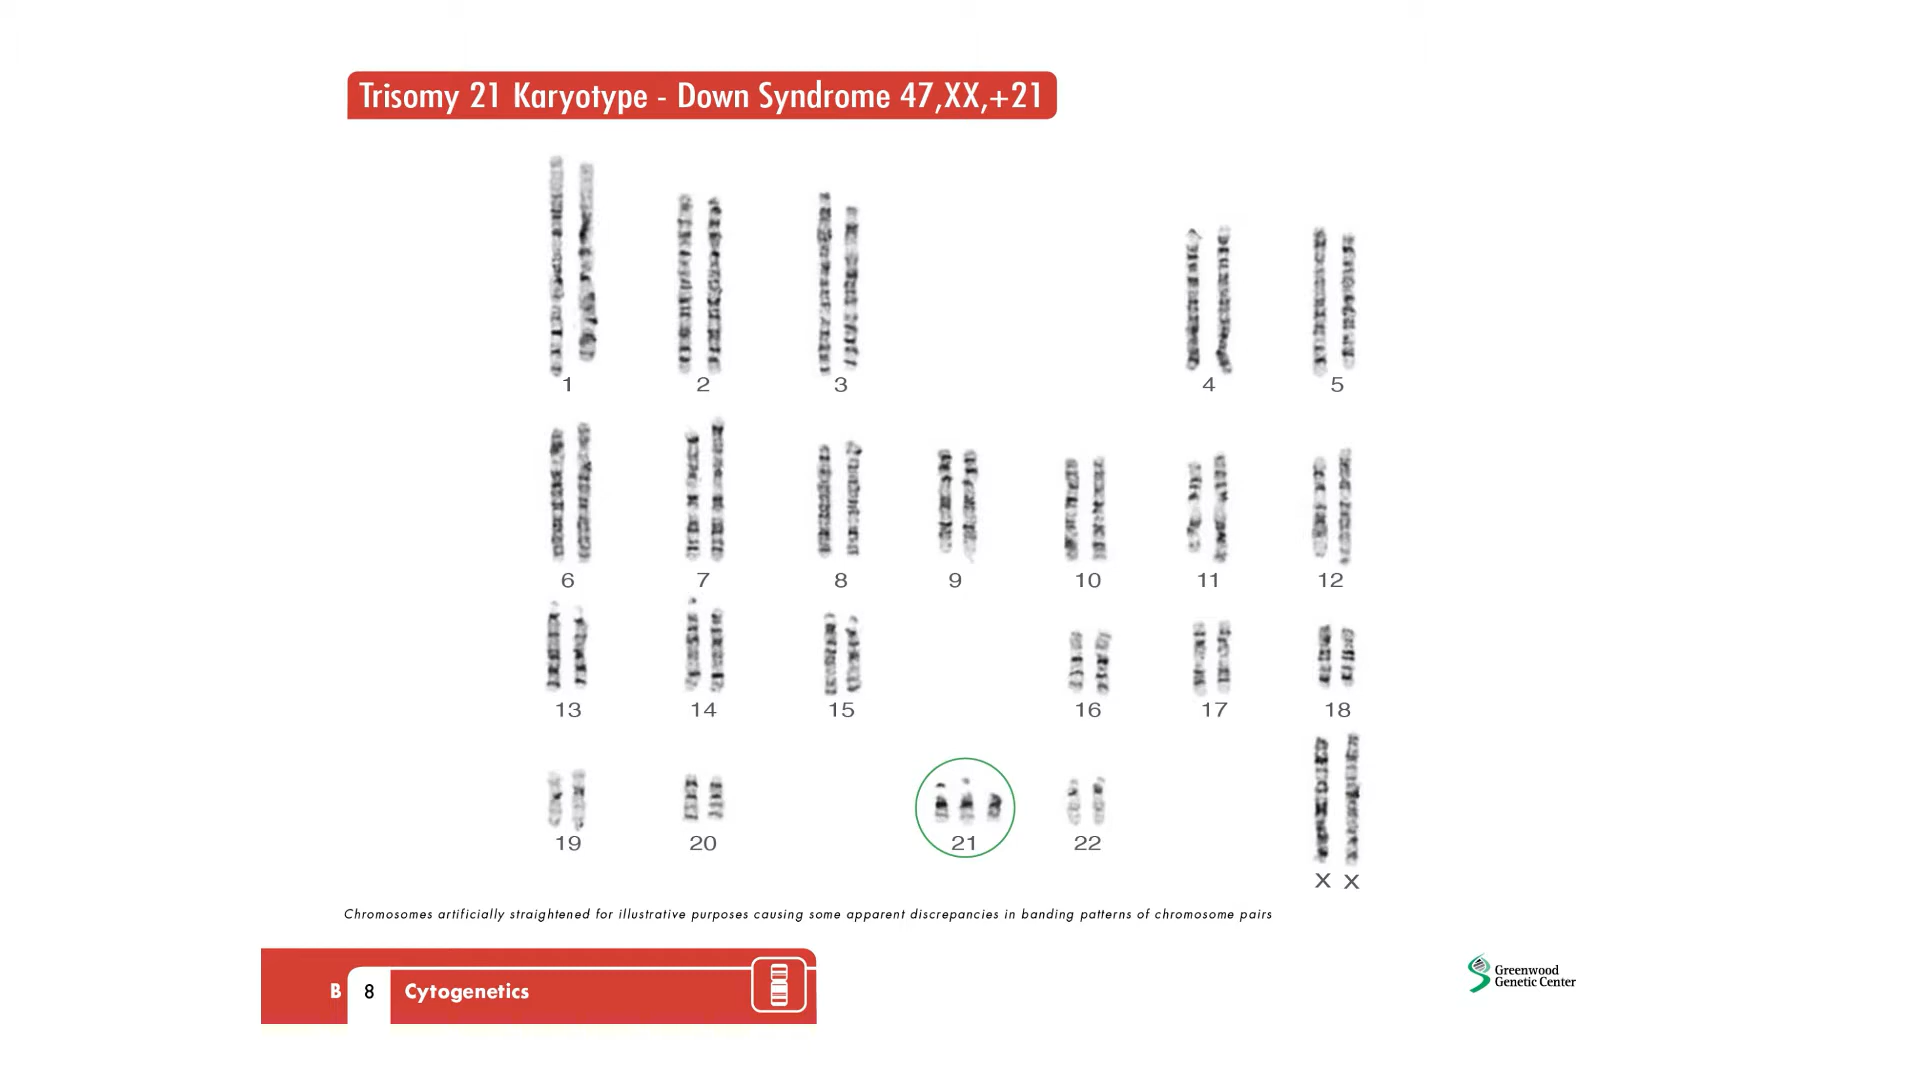 Trisomy 21 Karyotype - Down Syndrome 47,XX,+21
1 2 3 4 5
6 7 8 9 10 11 12
13 14 15 16 17 18
19 20 21 22
X X
Chromosomes artificially straightened for illustrative purposes causing some apparent discrepancies in banding patterns of chromosome pairs
B 8 Cytogenetics
Greenwood
Genetic Center